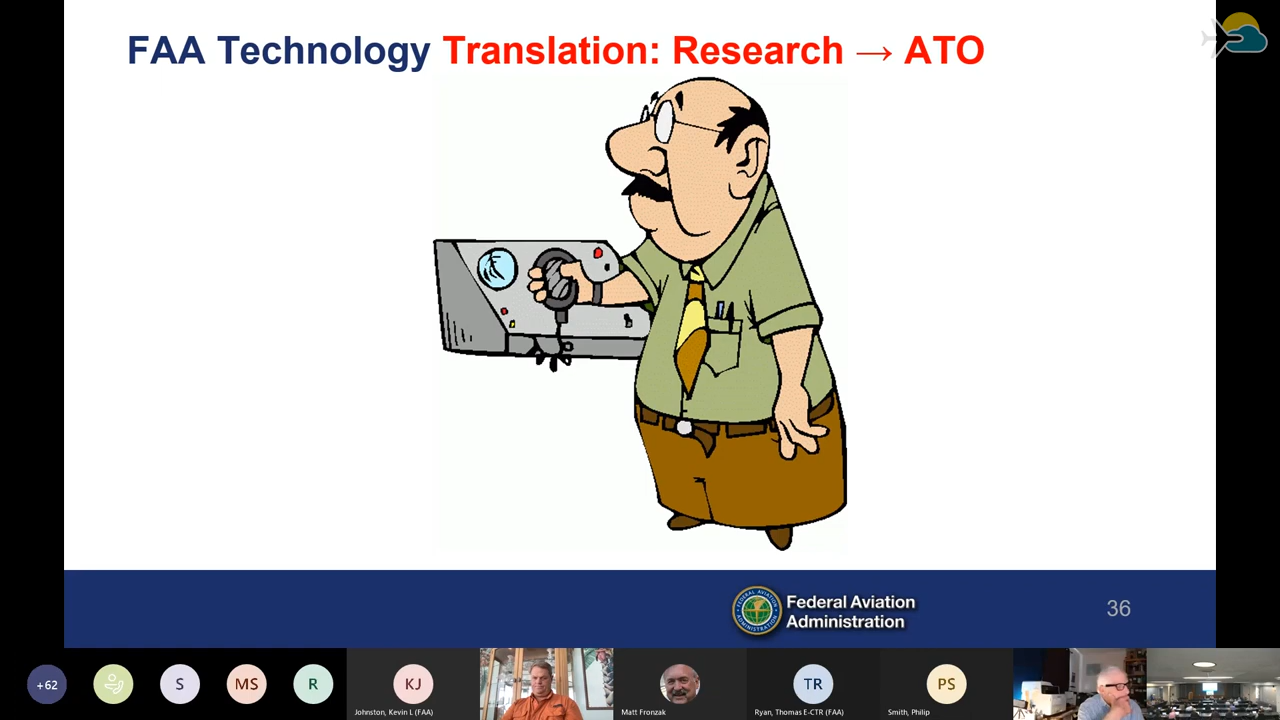 FAA Technology Translation: Research → ATO
Federal Aviation
Administration
36
+62
S
MS
R
KJ
TR
PS
Johnston, Kevin L (FAA)
Matt Fronzak
Ryan, Thomas E-CTR (FAA)
Smith, Philip